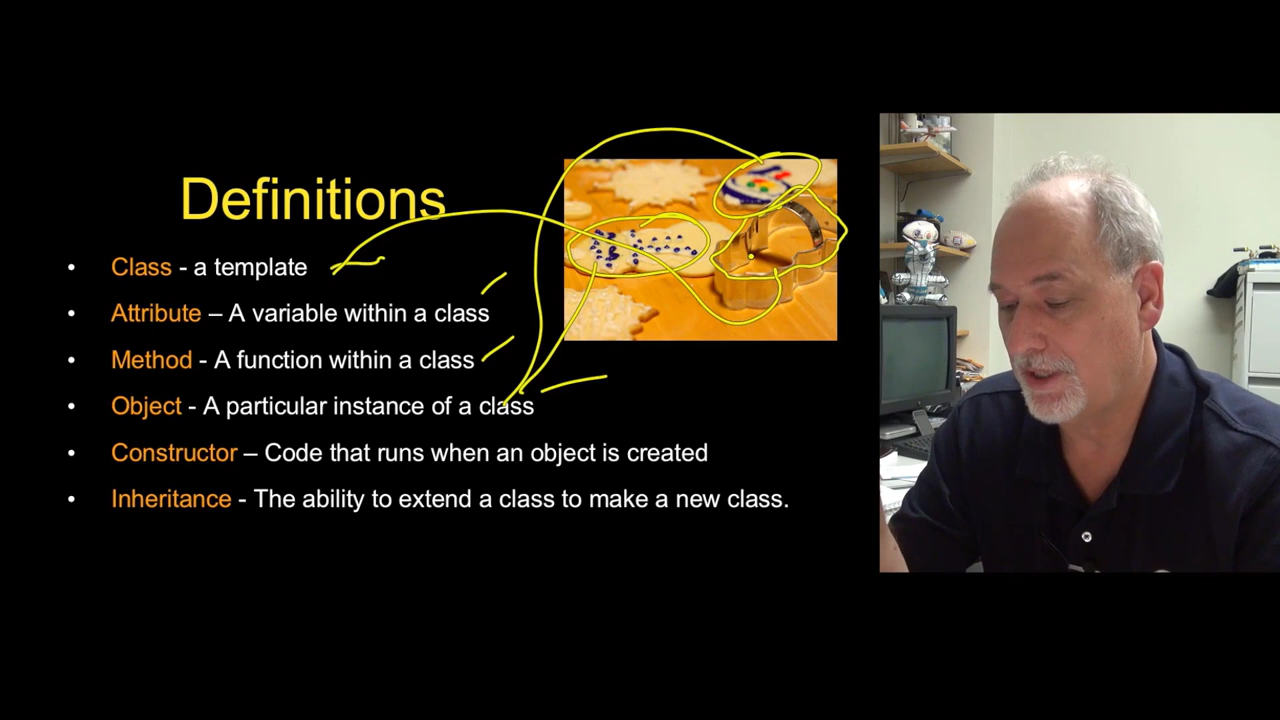 Definitions
• Class - a template
• Attribute – A variable within a class
• Method - A function within a class
• Object - A particular instance of a class
• Constructor – Code that runs when an object is created
• Inheritance - The ability to extend a class to make a new class.